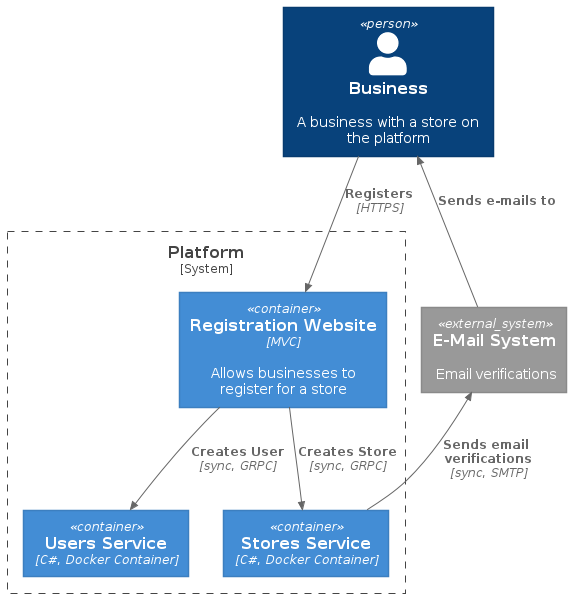 «person»
Business
A business with a store on
the platform
Registers
[HTTPS]
Sends e-mails to
Platform
[System]
«container»
Registration Website
[MVC]
Allows businesses to
register for a store
«external_system»
E-Mail System
Email verifications
Creates User
[sync, GRPC]
Creates Store
[sync, GRPC]
Sends email
verifications
[sync, SMTP]
«container»
Users Service
[C#, Docker Container]
«container»
Stores Service
[C#, Docker Container]